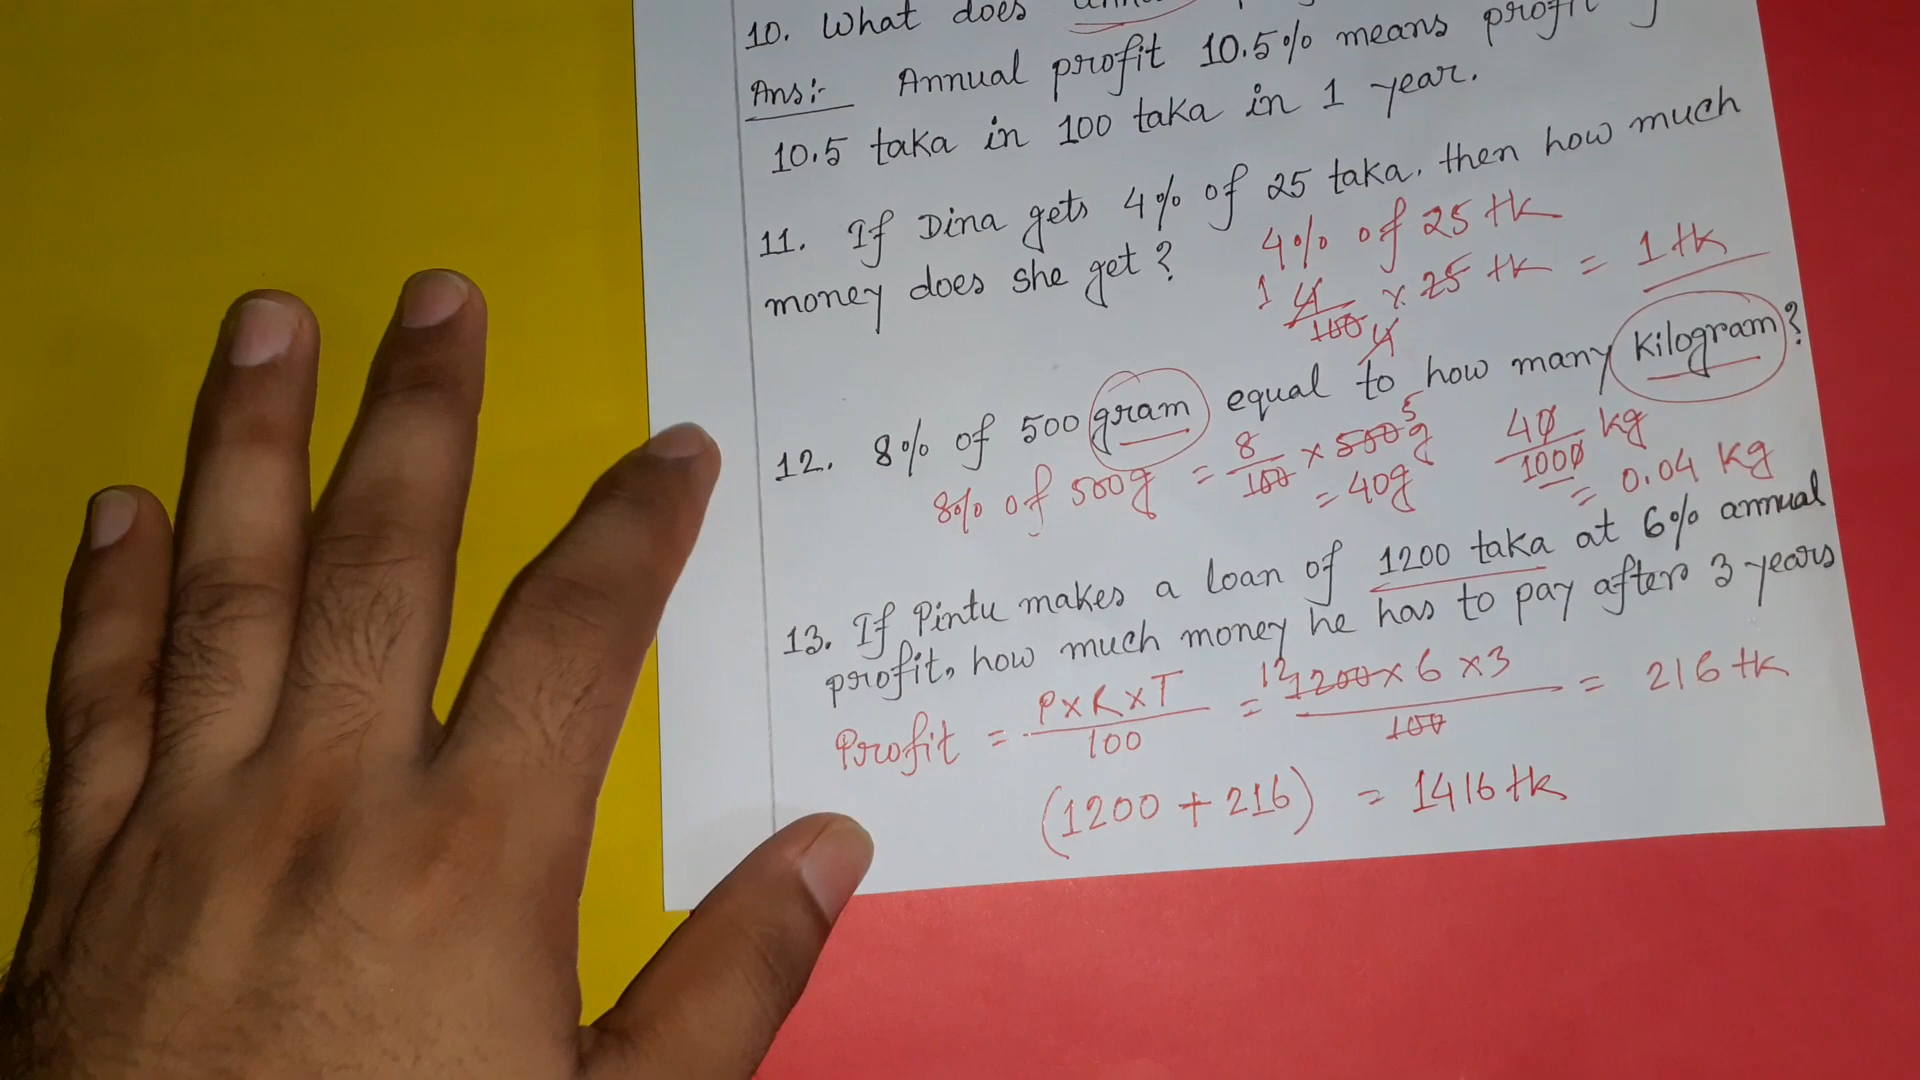 10. What does
Ans:- Annual profit 10.5% means profit
10.5 taka in 100 taka in 1 year.
11. If Dina gets 4% of 25 taka. then how much
money does she get?
4% of 25 tk
1 4/100 4 × 25 tk = 1 tk
12. 8% of 500 gram equal to how many kilogram?
8% of 500g = 8/100 × 500g 5
= 40g
40/1000 kg
= 0.04 kg
13. If Pintu makes a loan of 1200 taka at 6% annual
profit, how much money he has to pay after 3 years
Profit = P×R×T/100 = 12 1200×6×3/100 = 216 tk
(1200 + 216) = 1416 tk